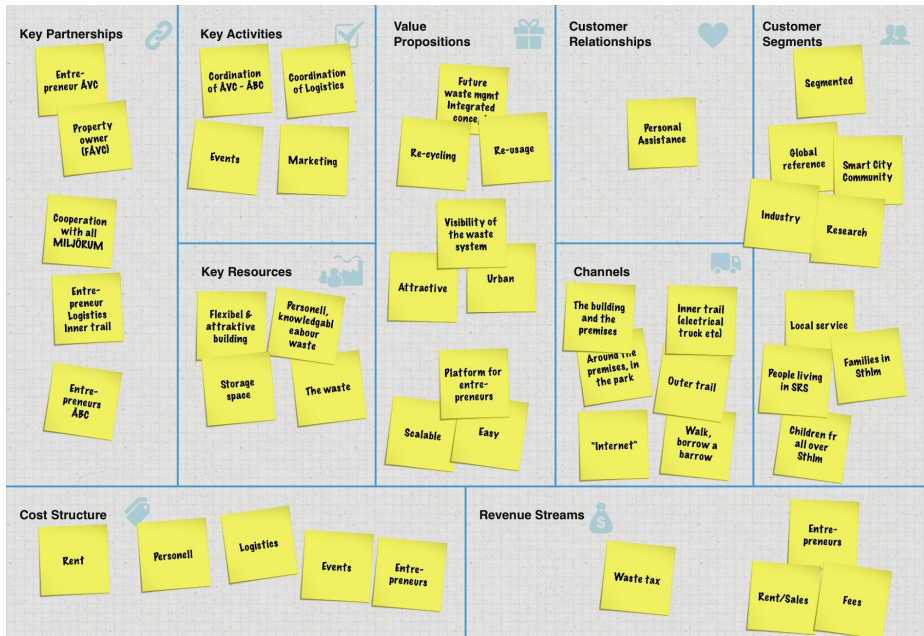 Key Partnerships
Entre-
preneur ÅVC
Property
owner
(FÅVC)
Cooperation
with all
MILJÖRUM
Entre-
preneur
Logistics
Inner trail
Entre-
preneurs
ÅBC
Key Activities
Cordination
of ÅVC - ÅBC
Coordination
of Logistics
Events
Marketing
Key Resources
Flexibel &
attraktive
building
Personell,
knowledgabl
eabour
waste
Storage
space
The waste
Value
Propositions
Future
waste mgmt
Integrated
Re-cycling
Re-usage
Visibility of
the waste
system
Attractive
Urban
Platform for
entre-
preneurs
Scalable
Easy
Customer
Relationships
Personal
Assistance
Channels
The building
and the
premises
Inner trail
(electrical
truck etc)
Around the
premises, in
the park
Outer trail
"Internet"
Walk,
borrow a
barrow
Customer
Segments
Segmented
Global
reference
Smart City
Community
Industry
Research
Local service
Families in
Sthlm
People living
in SRS
Children fr
all over
Sthlm
Cost Structure
Rent
Personell
Logistics
Events
Entre-
preneurs
Revenue Streams
Waste tax
Entre-
preneurs
Rent/Sales
Fees